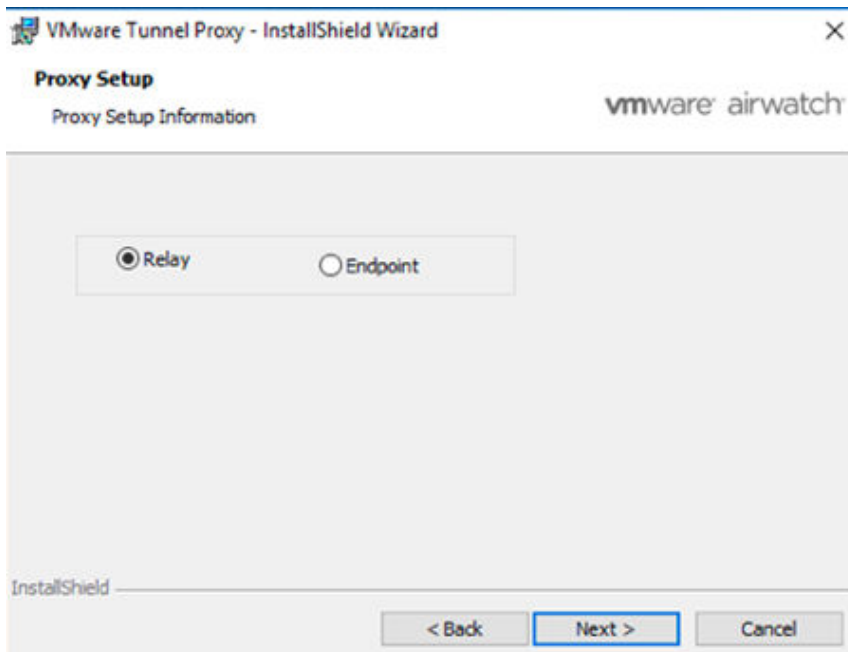 VMware Tunnel Proxy - InstallShield Wizard
Proxy Setup
Proxy Setup Information
vmware airwatch
Relay
Endpoint
InstallShield
< Back
Next >
Cancel